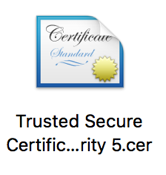 Certificate
Standard
Trusted Secure
Certific...rity 5.cer